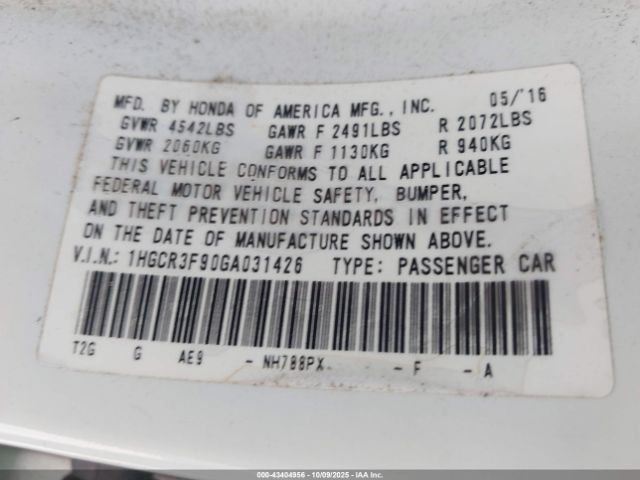 MFD. BY HONDA OF AMERICA MFG., INC. 05/'16
GVWR 4542LBS GAWR F 2491LBS R 2072LBS
GVWR 2060KG GAWR F 1130KG R 940KG
THIS VEHICLE CONFORMS TO ALL APPLICABLE
FEDERAL MOTOR VEHICLE SAFETY, BUMPER,
AND THEFT PREVENTION STANDARDS IN EFFECT
ON THE DATE OF MANUFACTURE SHOWN ABOVE.
V.I.N.: 1HGCR3F90GA031426 TYPE: PASSENGER CAR
T2G G AE9 - NH788PX- - F - A
000-43404956 | 10/09/2025 | IAA Inc.